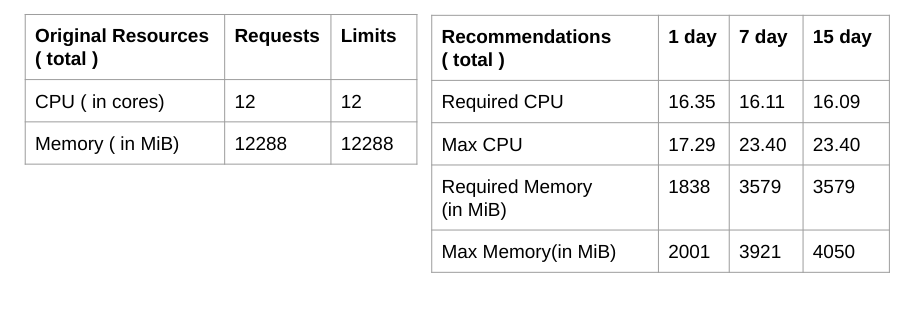 Original Resources Requests Limits
( total )
CPU ( in cores) 12 12
Memory ( in MiB) 12288 12288
Recommendations 1 day 7 day 15 day
( total )
Required CPU 16.35 16.11 16.09
Max CPU 17.29 23.40 23.40
Required Memory 1838 3579 3579
(in MiB)
Max Memory(in MiB) 2001 3921 4050